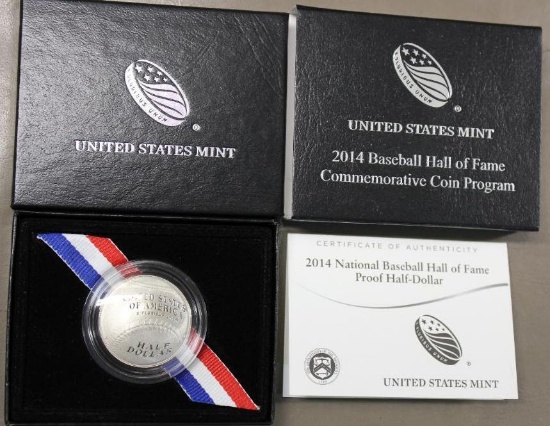 UNITED STATES MINT
UNITED STATES MINT
2014 Baseball Hall of Fame
Commemorative Coin Program
CERTIFICATE OF AUTHENTICITY
2014 National Baseball Hall of Fame
Proof Half-Dollar
UNITED STATES MINT
UNITED STATES
OF AMERICA
HALF
DOLLAR